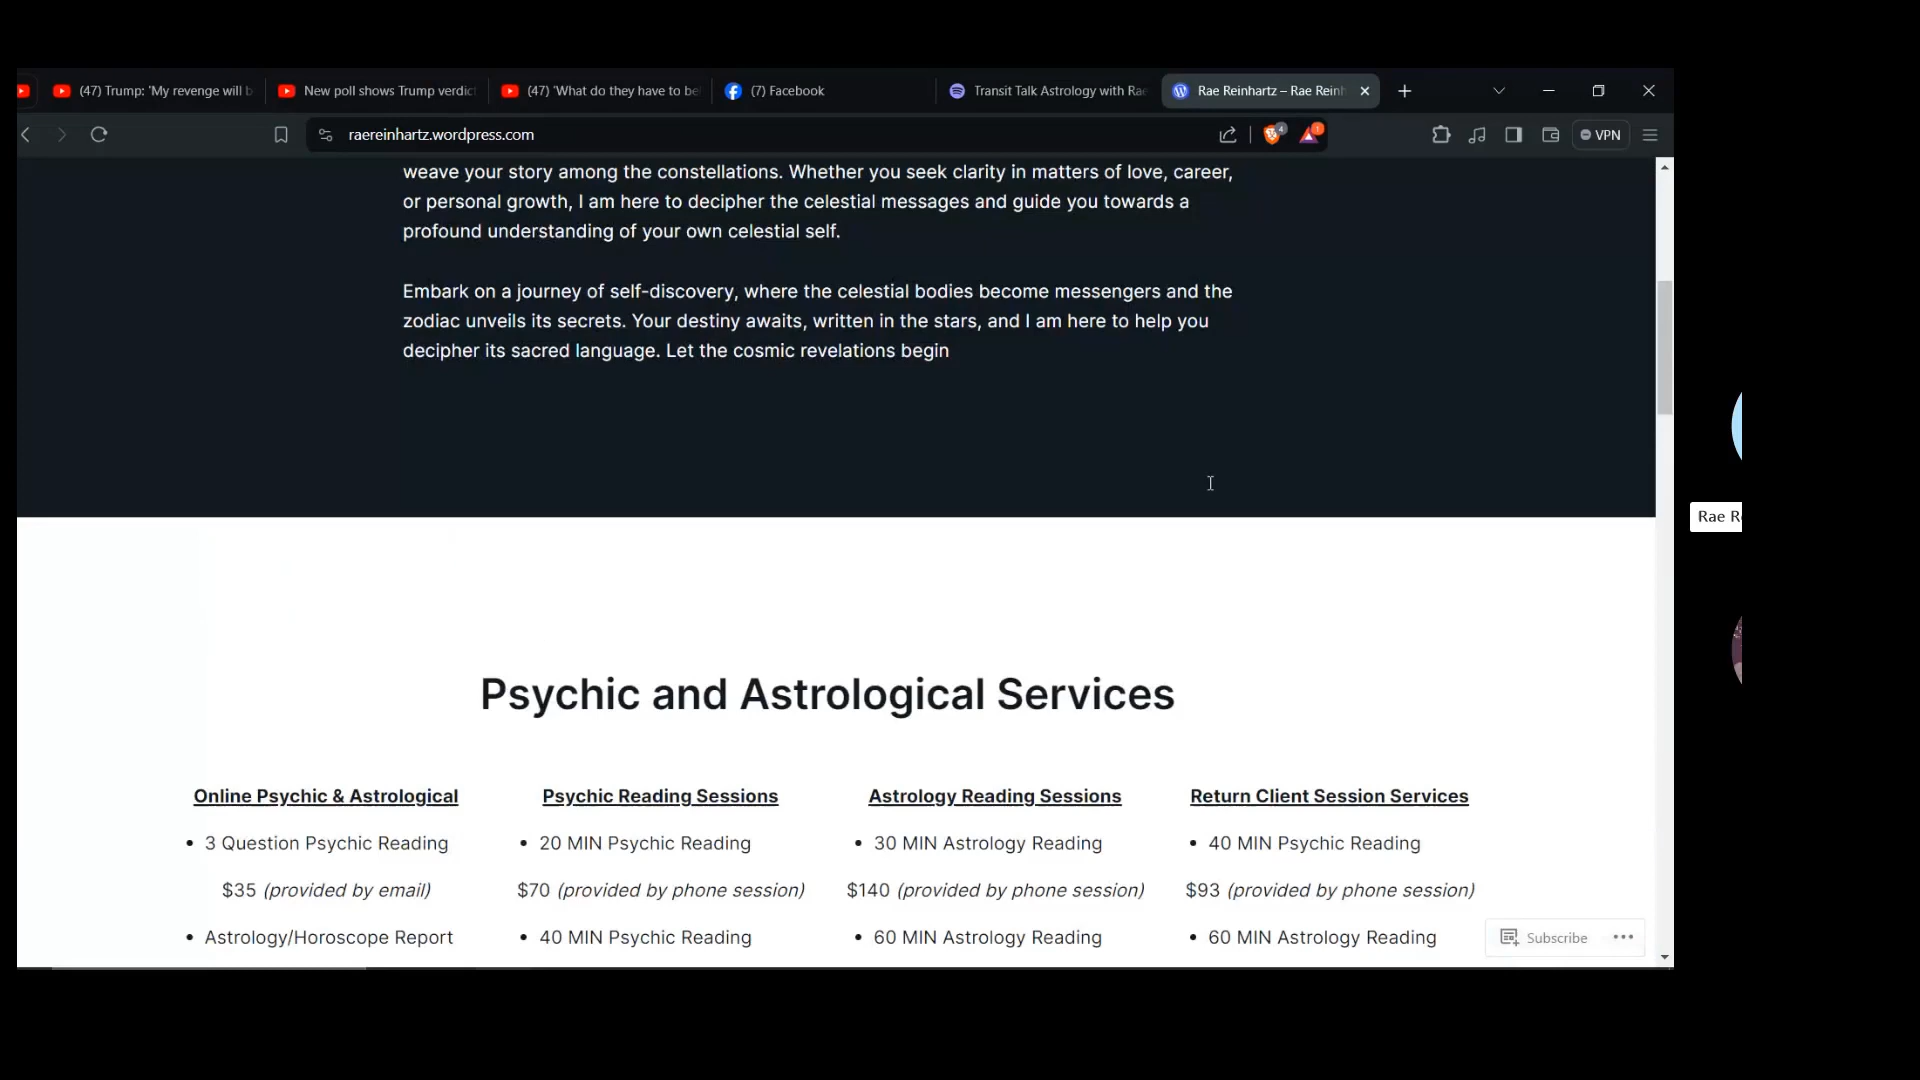 (47) Trump: 'My revenge will b
New poll shows Trump verdict
(47) 'What do they have to be
(7) Facebook
Transit Talk Astrology with Rae
Rae Reinhartz – Rae Reinh
raereinhartz.wordpress.com
4
1
VPN
weave your story among the constellations. Whether you seek clarity in matters of love, career,
or personal growth, I am here to decipher the celestial messages and guide you towards a
profound understanding of your own celestial self.
Embark on a journey of self-discovery, where the celestial bodies become messengers and the
zodiac unveils its secrets. Your destiny awaits, written in the stars, and I am here to help you
decipher its sacred language. Let the cosmic revelations begin
Rae R
Psychic and Astrological Services
Online Psychic & Astrological
• 3 Question Psychic Reading
$35 (provided by email)
• Astrology/Horoscope Report
Psychic Reading Sessions
• 20 MIN Psychic Reading
$70 (provided by phone session)
• 40 MIN Psychic Reading
Astrology Reading Sessions
• 30 MIN Astrology Reading
$140 (provided by phone session)
• 60 MIN Astrology Reading
Return Client Session Services
• 40 MIN Psychic Reading
$93 (provided by phone session)
• 60 MIN Astrology Reading
Subscribe